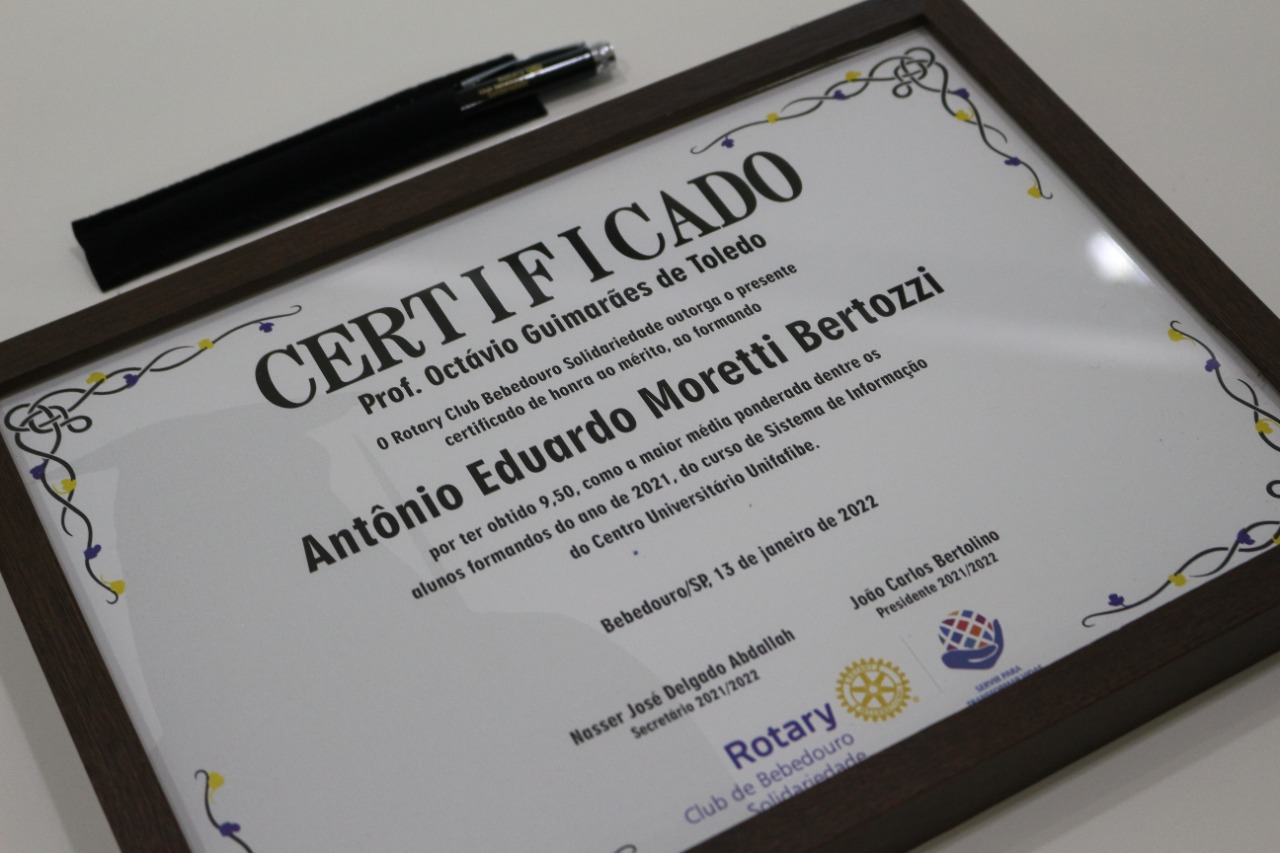 CERTIFICADO
Prof. Octávio Guimarães de Toledo
O Rotary Club Bebedouro Solidariedade outorga o presente
certificado de honra ao mérito, ao formando
Antônio Eduardo Moretti Bertozzi
por ter obtido 9,50, como a maior média ponderada dentre os
alunos formandos do ano de 2021, do curso de Sistema de Informação
do Centro Universitário Unifafibe.
Bebedouro/SP, 13 de janeiro de 2022
João Carlos Bertolino
Presidente 2021/2022
Nasser José Delgado Abdallah
Secretário 2021/2022
Rotary
Club de Bebedouro
Solidariedade
SERVIR PARA